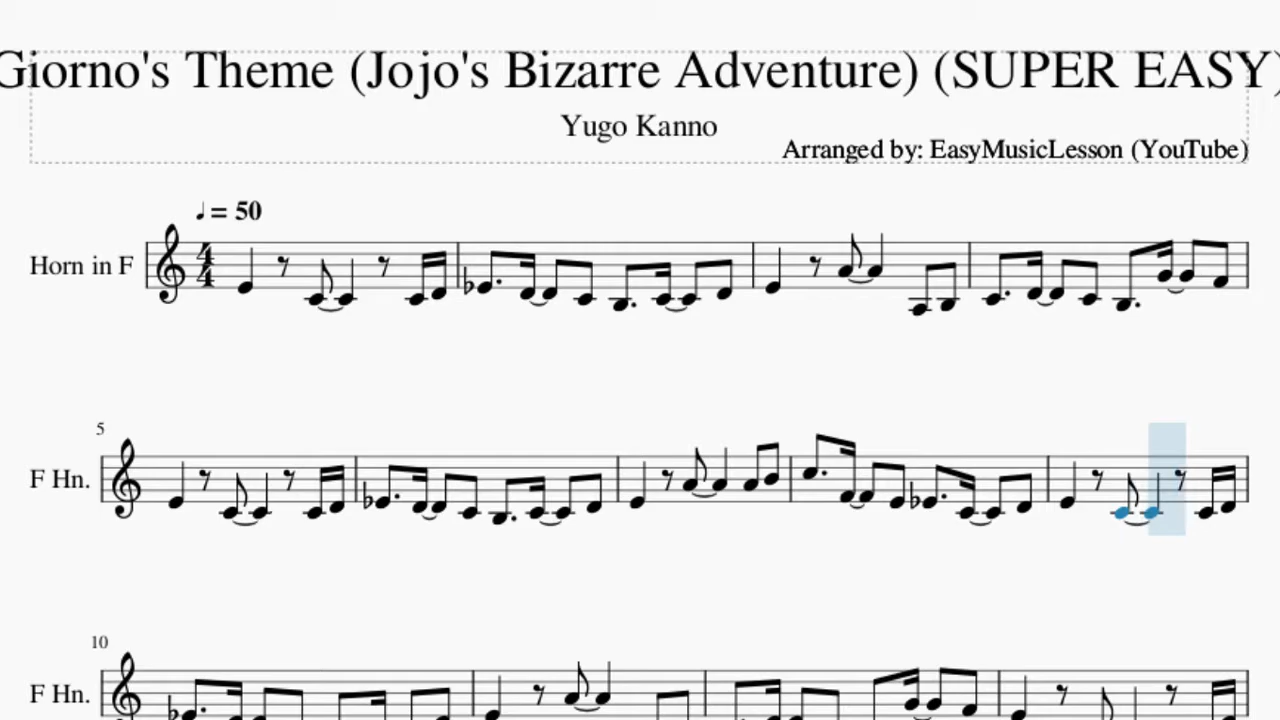 Giorno's Theme (Jojo's Bizarre Adventure) (SUPER EASY)
Yugo Kanno
Arranged by: EasyMusicLesson (YouTube)
♩ = 50
Horn in F
4
4
5
F Hn.
10
F Hn.